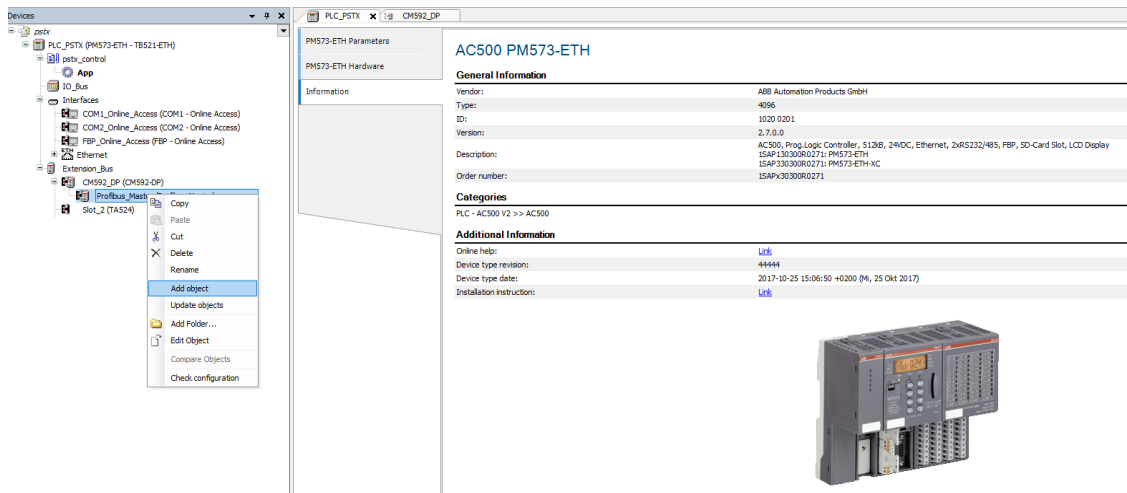 Devices
pstx
PLC_PSTX (PM573-ETH - TB521-ETH)
pstx_control
App
IO_Bus
Interfaces
COM1_Online_Access (COM1 - Online Access)
COM2_Online_Access (COM2 - Online Access)
FBP_Online_Access (FBP - Online Access)
Ethernet
Extension_Bus
CM592_DP (CM592-DP)
Profibus_Maste
Slot_2 (TA524)
Copy
Paste
Cut
Delete
Rename
Add object
Update objects
Add Folder...
Edit Object
Compare Objects
Check configuration
PLC_PSTX
CM592_DP
PM573-ETH Parameters
PM573-ETH Hardware
Information
AC500 PM573-ETH
General Information
Vendor: ABB Automation Products GmbH
Type: 4096
ID: 1020 0201
Version: 2.7.0.0
Description: AC500, Prog.Logic Controller, 512kB, 24VDC, Ethernet, 2xRS232/485, FBP, SD-Card Slot, LCD Display
1SAP130300R0271: PM573-ETH
1SAP330300R0271: PM573-ETH-XC
Order number: 1SAPx30300R0271
Categories
PLC - AC500 V2 >> AC500
Additional Information
Online help: Link
Device type revision: 44444
Device type date: 2017-10-25 15:06:50 +0200 (Mi, 25 Okt 2017)
Installation instruction: Link